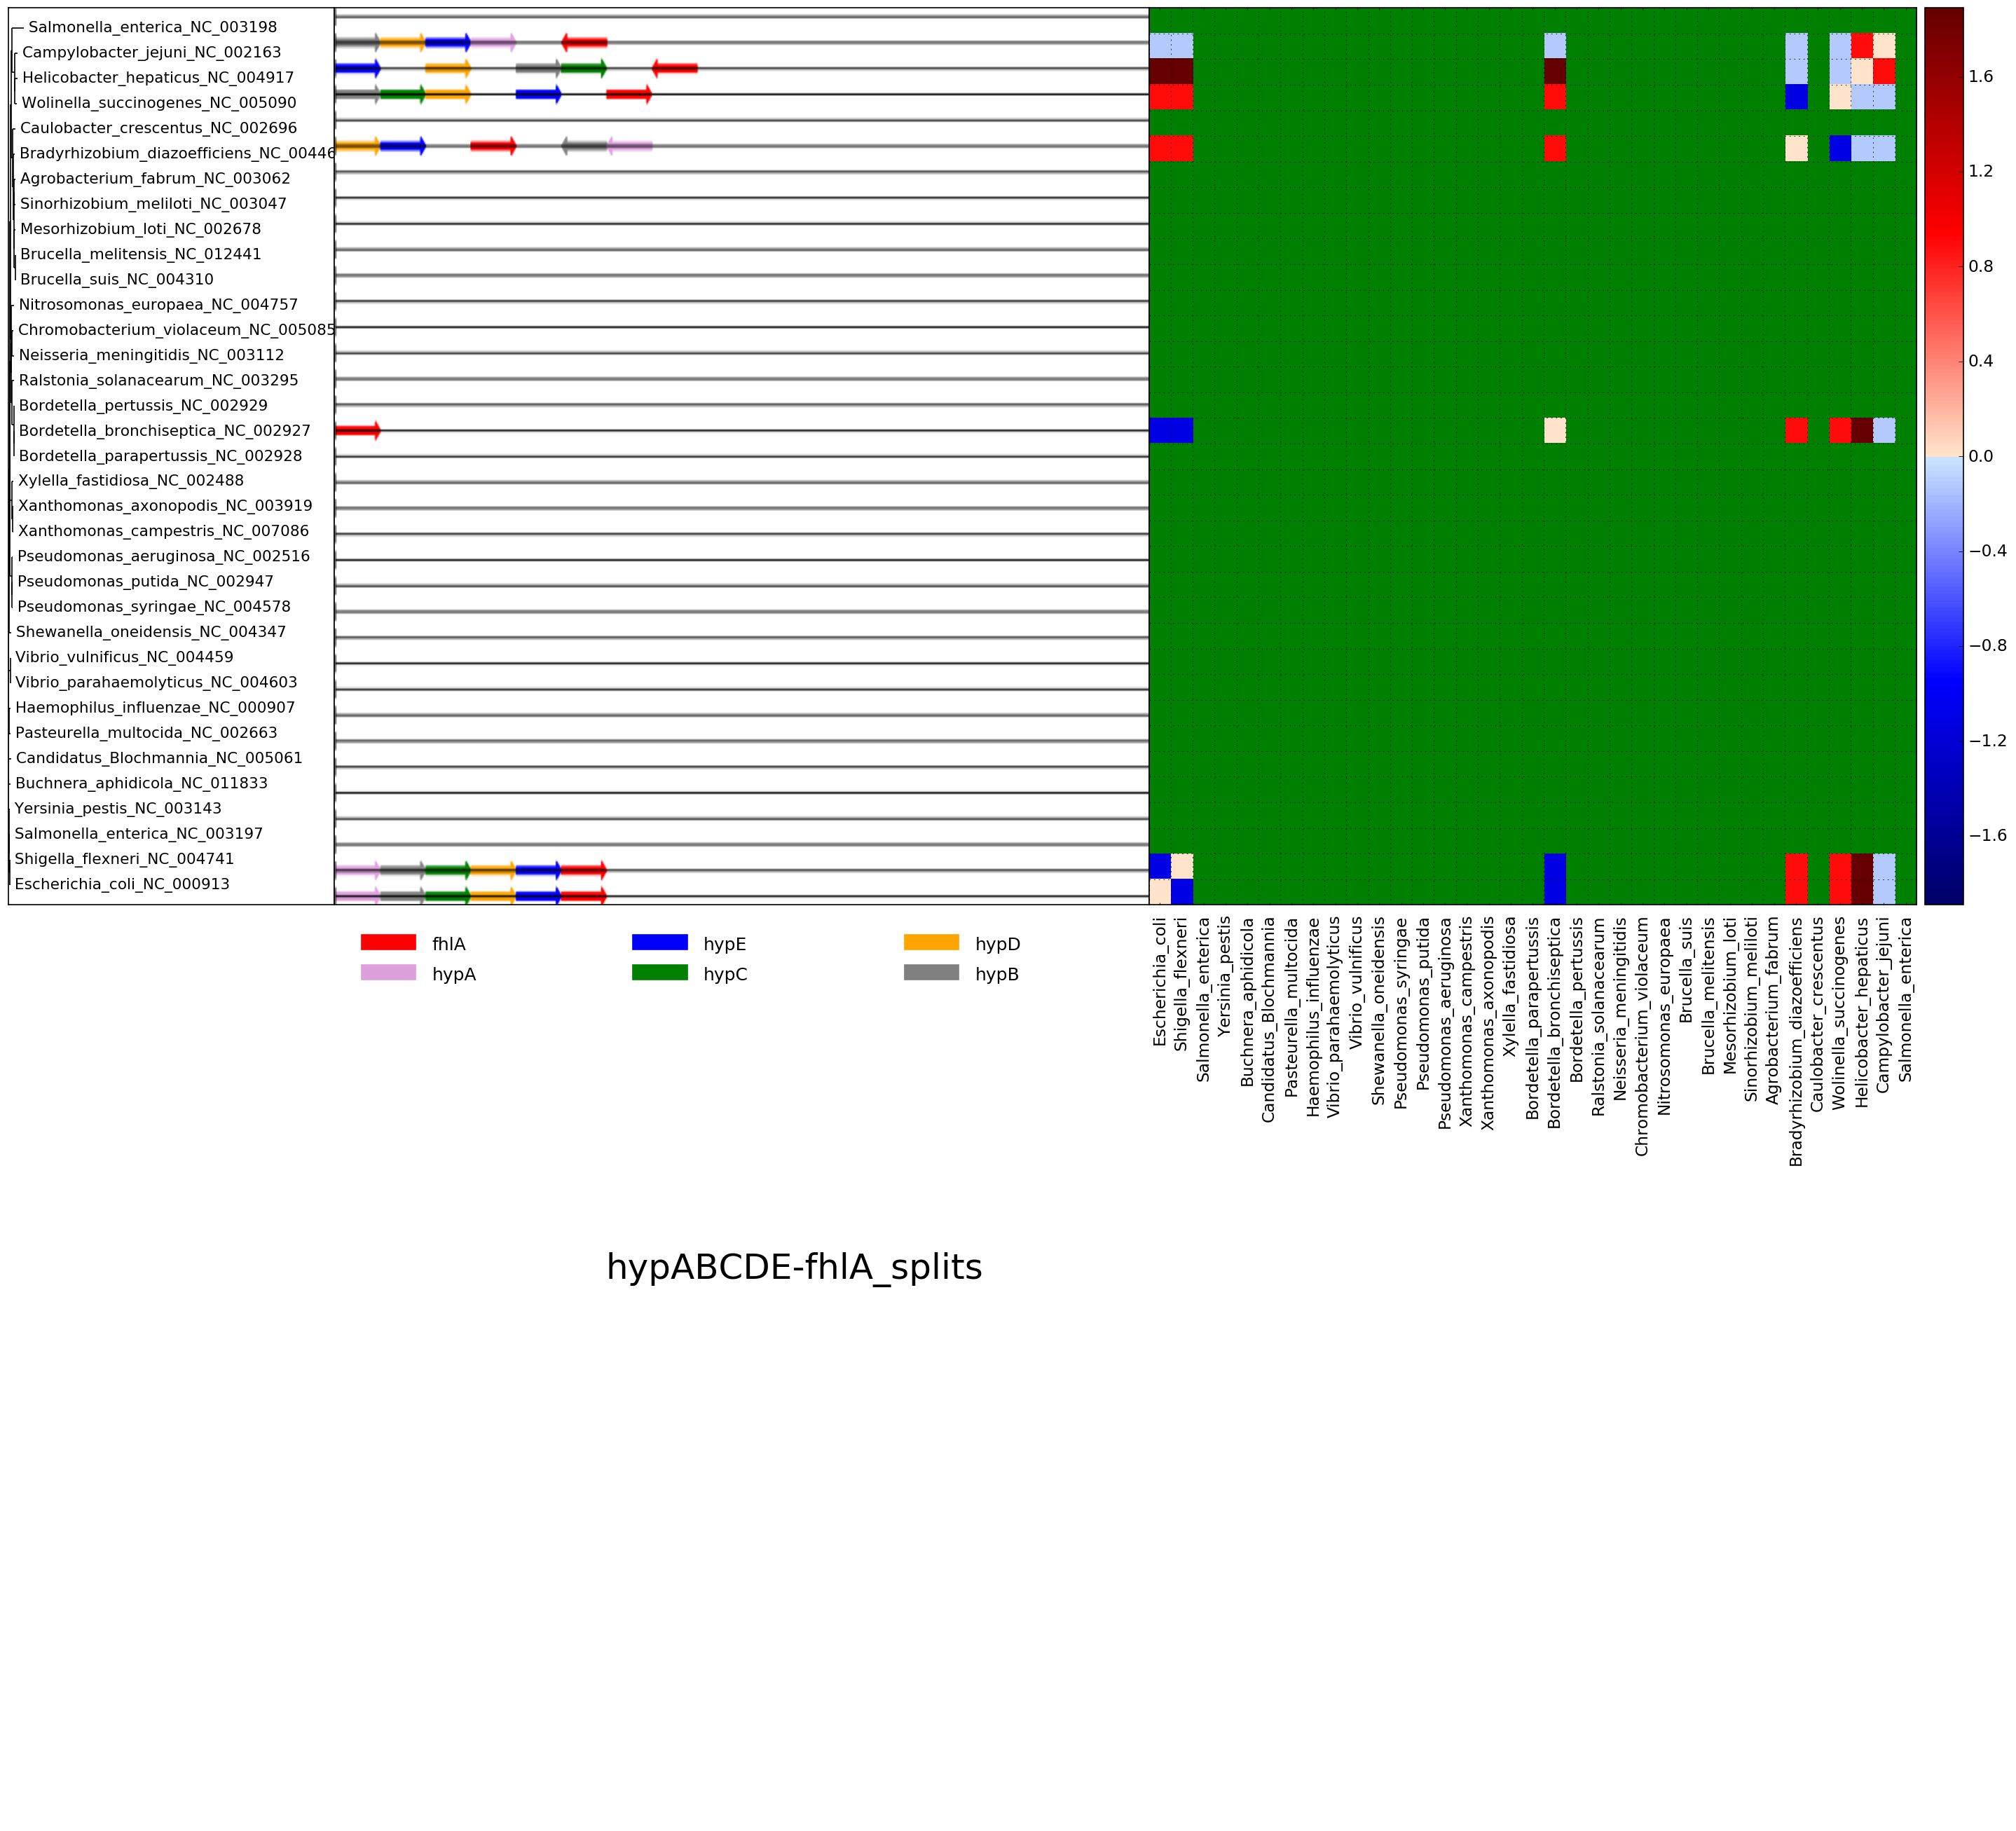 Salmonella_enterica_NC_003198
Campylobacter_jejuni_NC_002163
Helicobacter_hepaticus_NC_004917
Wolinella_succinogenes_NC_005090
Caulobacter_crescentus_NC_002696
Bradyrhizobium_diazoefficiens_NC_00446
Agrobacterium_fabrum_NC_003062
Sinorhizobium_meliloti_NC_003047
Mesorhizobium_loti_NC_002678
Brucella_melitensis_NC_012441
Brucella_suis_NC_004310
Nitrosomonas_europaea_NC_004757
Chromobacterium_violaceum_NC_005085
Neisseria_meningitidis_NC_003112
Ralstonia_solanacearum_NC_003295
Bordetella_pertussis_NC_002929
Bordetella_bronchiseptica_NC_002927
Bordetella_parapertussis_NC_002928
Xylella_fastidiosa_NC_002488
Xanthomonas_axonopodis_NC_003919
Xanthomonas_campestris_NC_007086
Pseudomonas_aeruginosa_NC_002516
Pseudomonas_putida_NC_002947
Pseudomonas_syringae_NC_004578
Shewanella_oneidensis_NC_004347
Vibrio_vulnificus_NC_004459
Vibrio_parahaemolyticus_NC_004603
Haemophilus_influenzae_NC_000907
Pasteurella_multocida_NC_002663
Candidatus_Blochmannia_NC_005061
Buchnera_aphidicola_NC_011833
Yersinia_pestis_NC_003143
Salmonella_enterica_NC_003197
Shigella_flexneri_NC_004741
Escherichia_coli_NC_000913
1.6
1.2
0.8
0.4
0.0
−0.4
−0.8
−1.2
−1.6
fhlA
hypE
hypD
hypA
hypC
hypB
Escherichia_coli
Shigella_flexneri
Salmonella_enterica
Yersinia_pestis
Buchnera_aphidicola
Candidatus_Blochmannia
Pasteurella_multocida
Haemophilus_influenzae
Vibrio_parahaemolyticus
Vibrio_vulnificus
Shewanella_oneidensis
Pseudomonas_syringae
Pseudomonas_putida
Pseudomonas_aeruginosa
Xanthomonas_campestris
Xanthomonas_axonopodis
Xylella_fastidiosa
Bordetella_parapertussis
Bordetella_bronchiseptica
Bordetella_pertussis
Ralstonia_solanacearum
Neisseria_meningitidis
Chromobacterium_violaceum
Nitrosomonas_europaea
Brucella_suis
Brucella_melitensis
Mesorhizobium_loti
Sinorhizobium_meliloti
Agrobacterium_fabrum
Bradyrhizobium_diazoefficiens
Caulobacter_crescentus
Wolinella_succinogenes
Helicobacter_hepaticus
Campylobacter_jejuni
Salmonella_enterica
hypABCDE-fhlA_splits